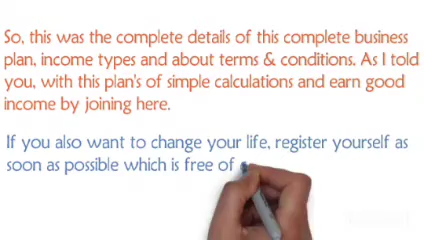 So, this was the complete details of this complete business
plan, income types and about terms & conditions. As I told
you, with this plan's of simple calculations and earn good
income by joining here.
If you also want to change your life, register yourself as
soon as possible which is free of